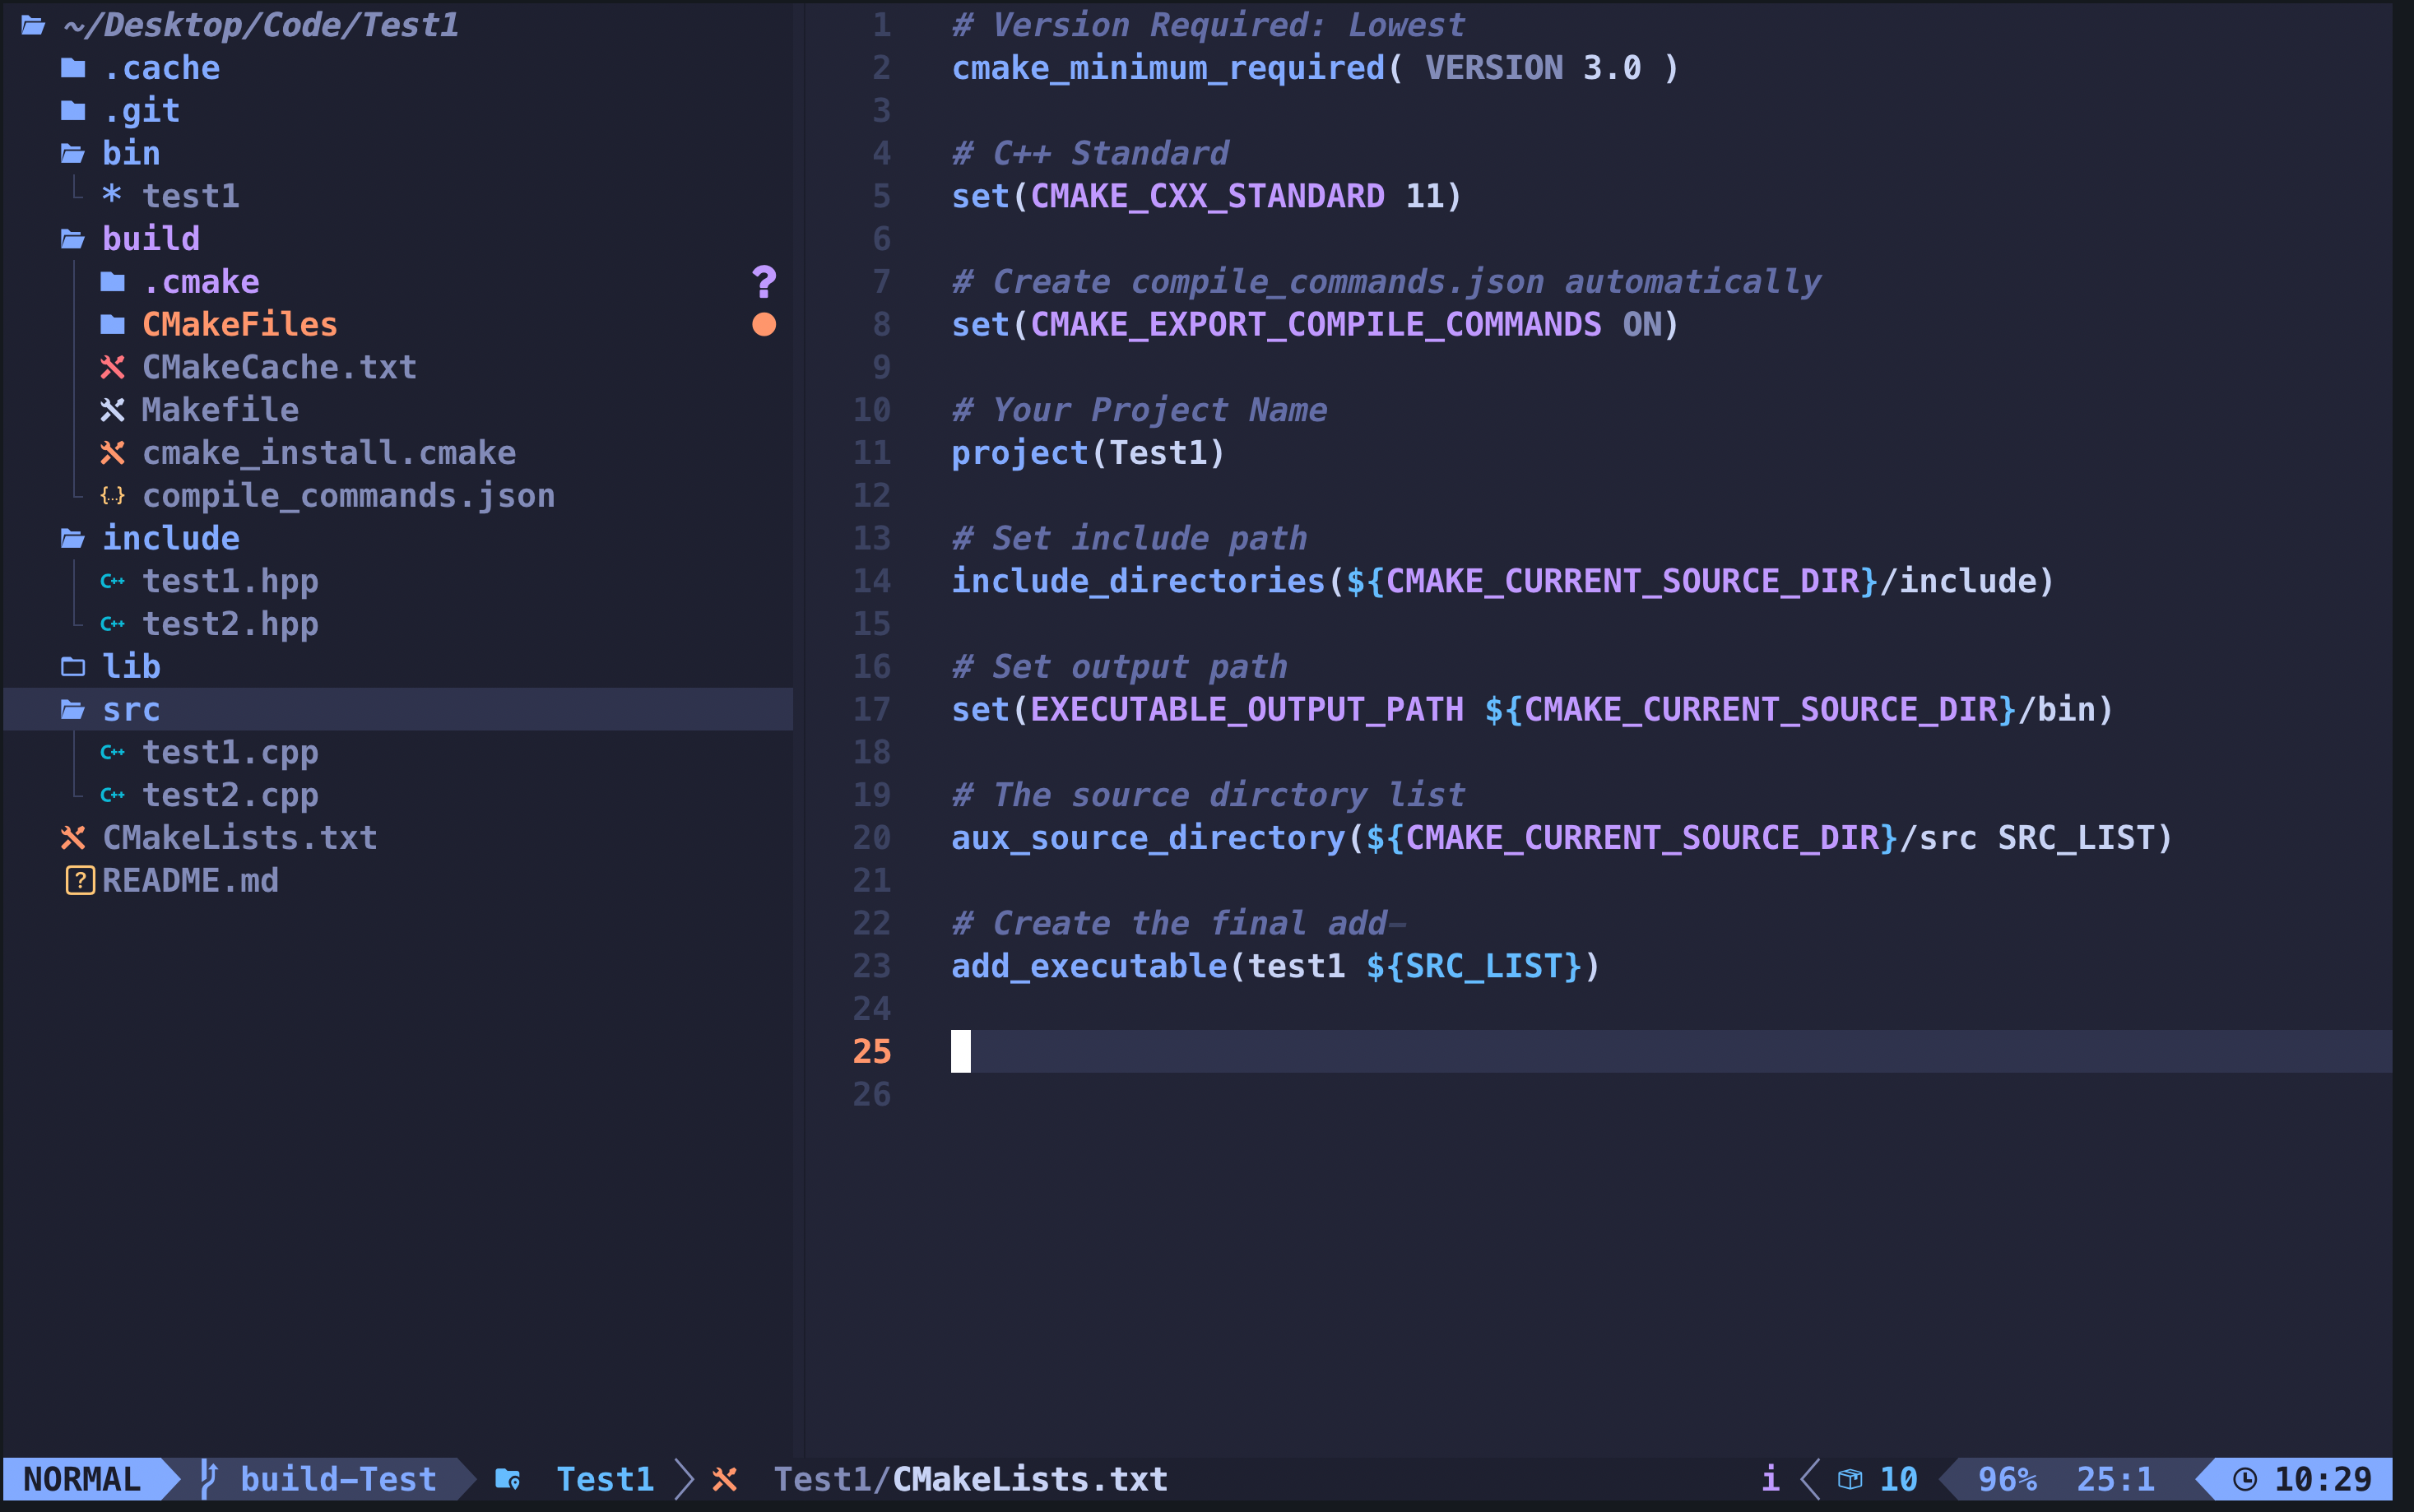 ~/Desktop/Code/Test1
.cache
.git
bin
* test1
build
.cmake ?
CMakeFiles
CMakeCache.txt
Makefile
cmake_install.cmake
{..} compile_commands.json
include
C++ test1.hpp
C++ test2.hpp
lib
src
C++ test1.cpp
C++ test2.cpp
CMakeLists.txt
? README.md
1 # Version Required: Lowest
2 cmake_minimum_required( VERSION 3.0 )
3
4 # C++ Standard
5 set(CMAKE_CXX_STANDARD 11)
6
7 # Create compile_commands.json automatically
8 set(CMAKE_EXPORT_COMPILE_COMMANDS ON)
9
10 # Your Project Name
11 project(Test1)
12
13 # Set include path
14 include_directories(${CMAKE_CURRENT_SOURCE_DIR}/include)
15
16 # Set output path
17 set(EXECUTABLE_OUTPUT_PATH ${CMAKE_CURRENT_SOURCE_DIR}/bin)
18
19 # The source dirctory list
20 aux_source_directory(${CMAKE_CURRENT_SOURCE_DIR}/src SRC_LIST)
21
22 # Create the final add-
23 add_executable(test1 ${SRC_LIST})
24
25
26
NORMAL build-Test Test1 Test1/CMakeLists.txt i 10 96% 25:1 10:29